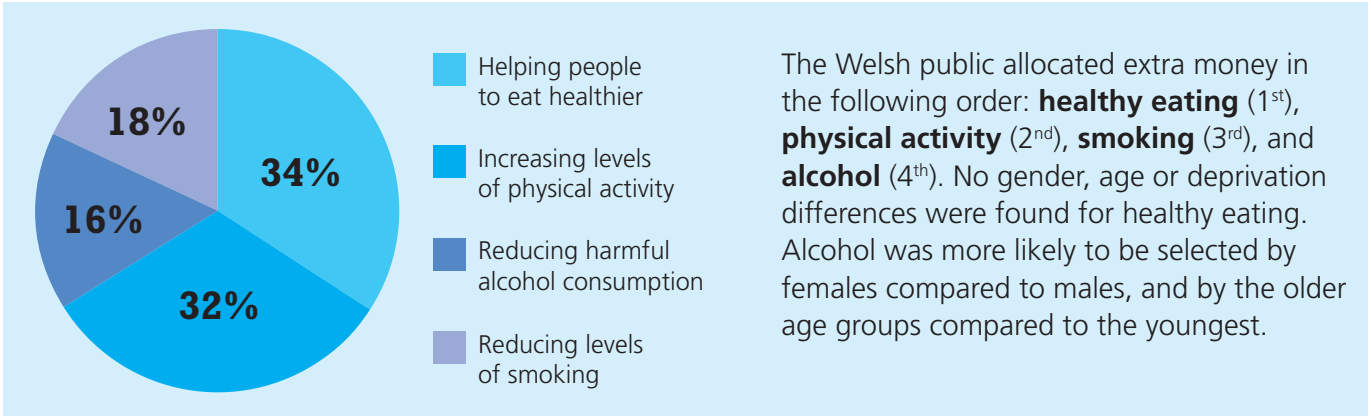 18%
34%
16%
32%
Helping people
to eat healthier
Increasing levels
of physical activity
Reducing harmful
alcohol consumption
Reducing levels
of smoking
The Welsh public allocated extra money in
the following order: healthy eating (1st),
physical activity (2nd), smoking (3rd), and
alcohol (4th). No gender, age or deprivation
differences were found for healthy eating.
Alcohol was more likely to be selected by
females compared to males, and by the older
age groups compared to the youngest.